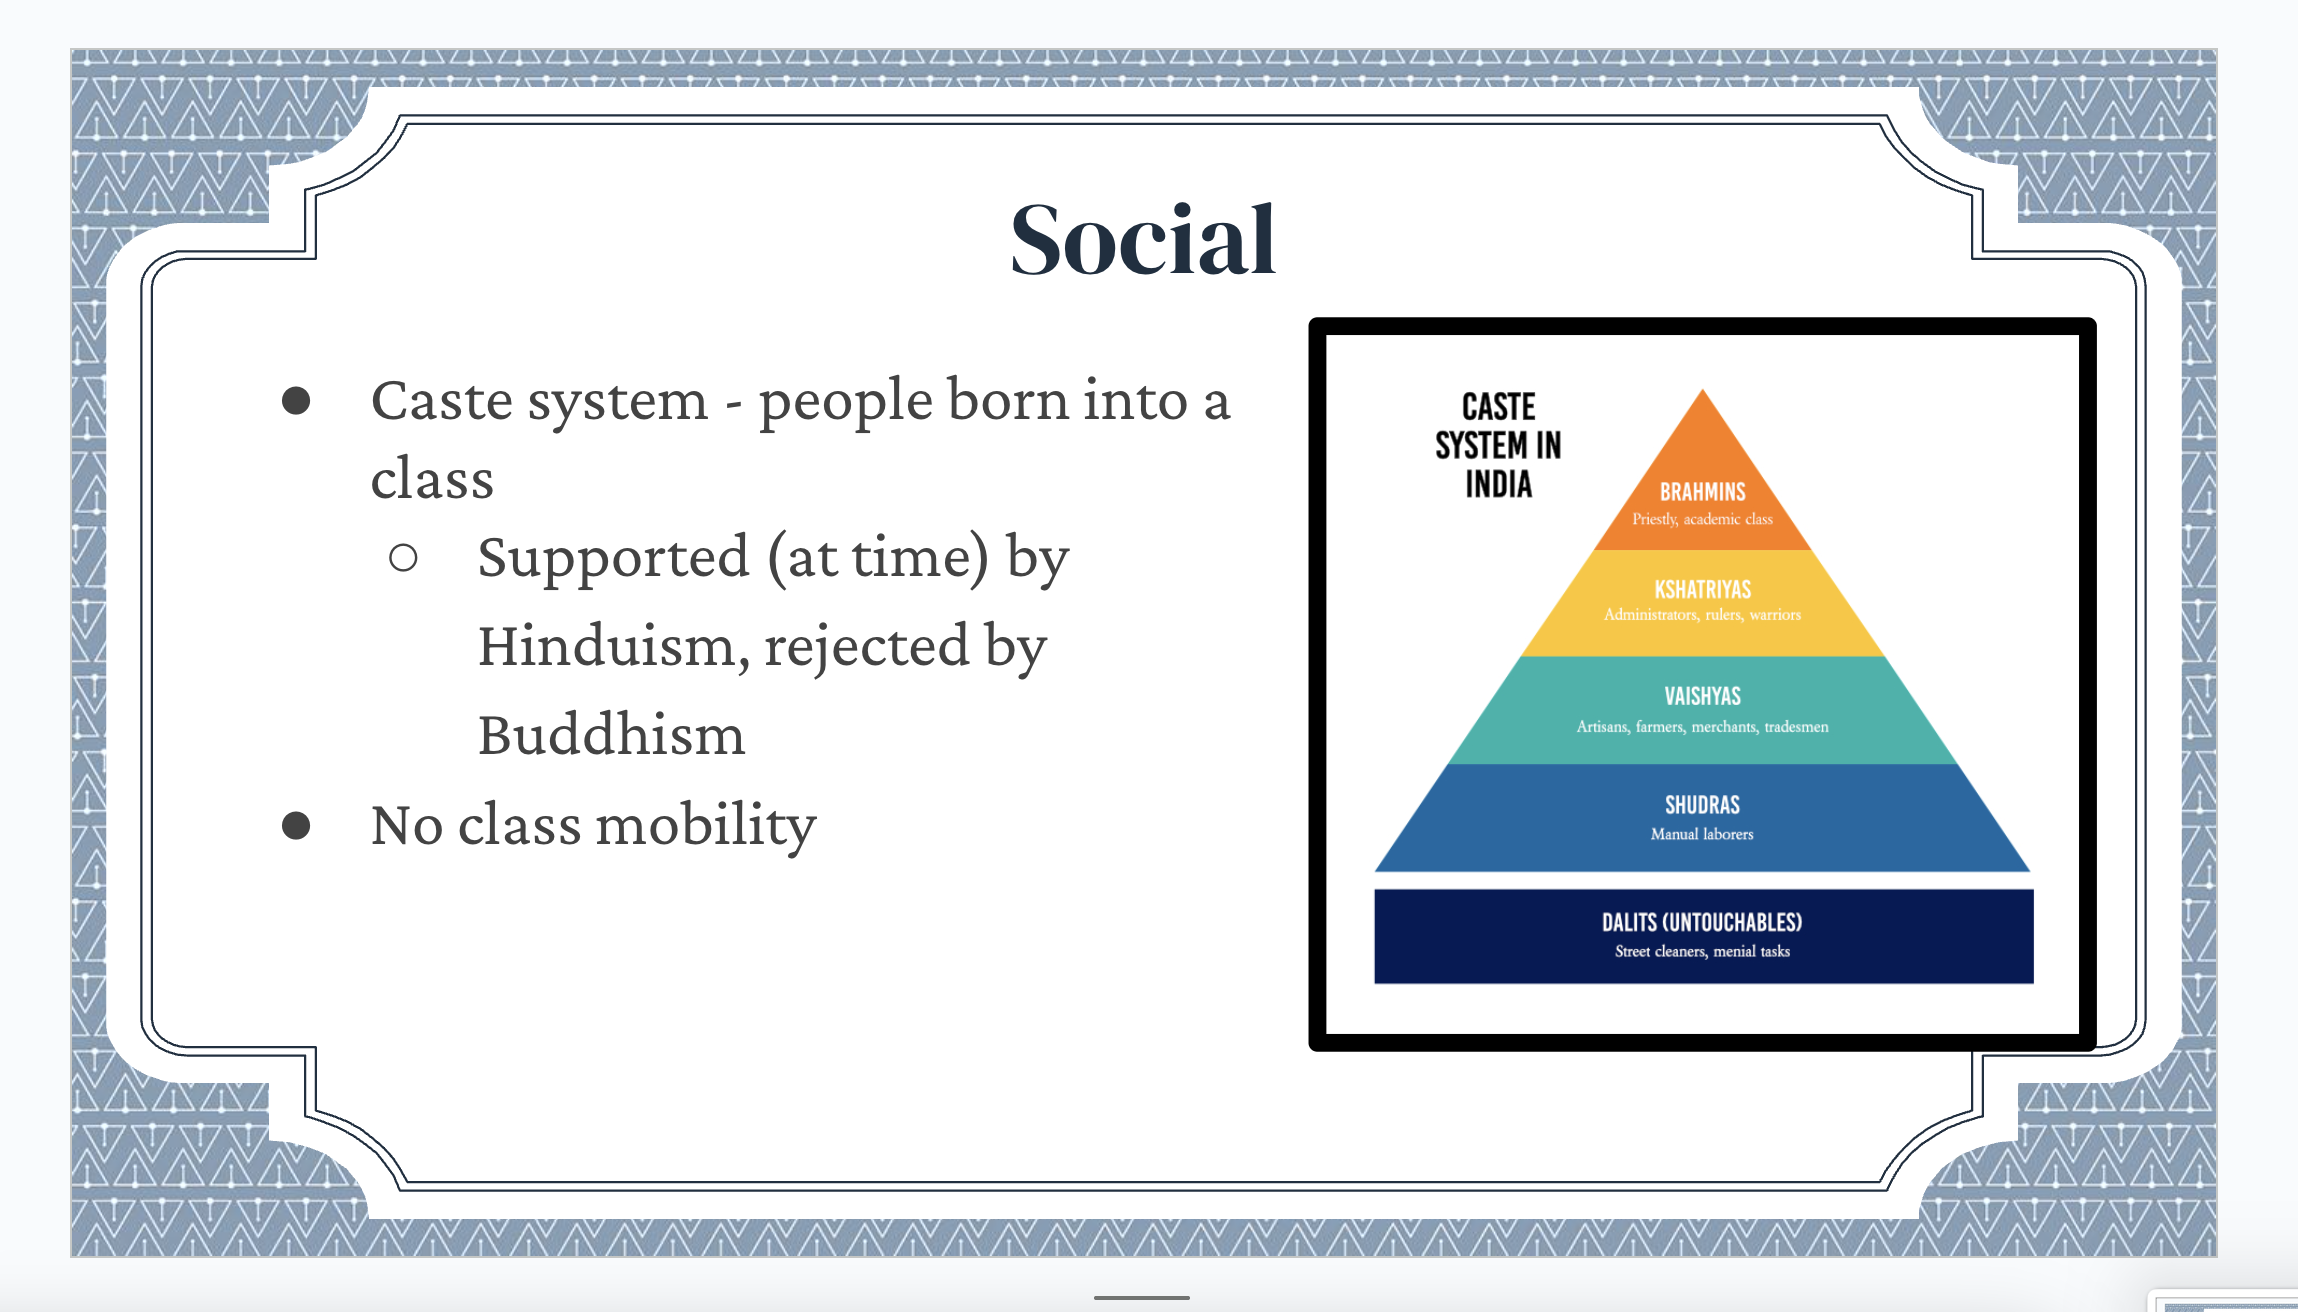 Social
● Caste system - people born into a
class
○ Supported (at time) by
Hinduism, rejected by
Buddhism
● No class mobility
CASTE
SYSTEM IN
INDIA
BRAHMINS
Priestly, academic class
KSHATRIYAS
Administrators, rulers, warriors
VAISHYAS
Artisans, farmers, merchants, tradesmen
SHUDRAS
Manual laborers
DALITS (UNTOUCHABLES)
Street cleaners, menial tasks